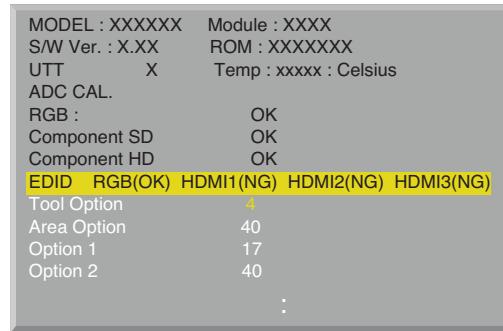 MODEL : XXXXXX Module : XXXX
S/W Ver. : X.XX ROM : XXXXXXX
UTT X Temp : xxxxx : Celsius
ADC CAL.
RGB : OK
Component SD OK
Component HD OK
EDID RGB(OK) HDMI1(NG) HDMI2(NG) HDMI3(NG)
Tool Option 4
Area Option 40
Option 1 17
Option 2 40
: